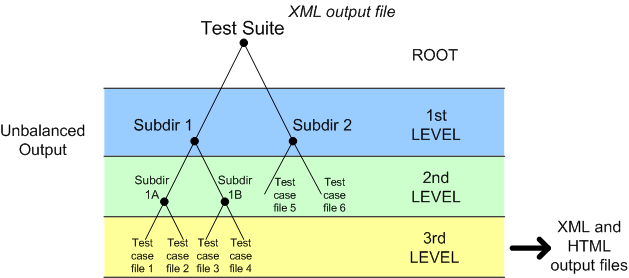 XML output file
Test Suite
ROOT
Unbalanced
Output
Subdir 1
Subdir 2
1st
LEVEL
Subdir
1A
Subdir
1B
Test
case
file 5
Test
case
file 6
2nd
LEVEL
Test
case
file 1
Test
case
file 2
Test
case
file 3
Test
case
file 4
3rd
LEVEL
XML and
HTML
output files